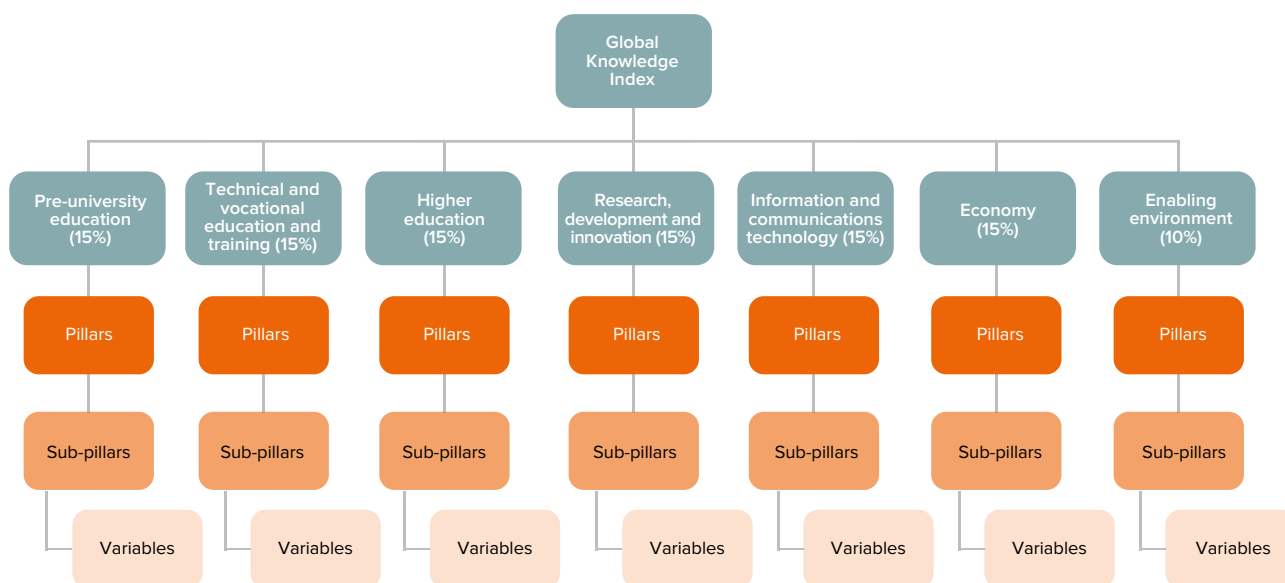 Global
Knowledge
Index
Pre-university
education
(15%)
Technical and
vocational
education and
training (15%)
Higher
education
(15%)
Research,
development and
innovation (15%)
Information and
communications
technology (15%)
Economy
(15%)
Enabling
environment
(10%)
Pillars
Pillars
Pillars
Pillars
Pillars
Pillars
Pillars
Sub-pillars
Sub-pillars
Sub-pillars
Sub-pillars
Sub-pillars
Sub-pillars
Sub-pillars
Variables
Variables
Variables
Variables
Variables
Variables
Variables